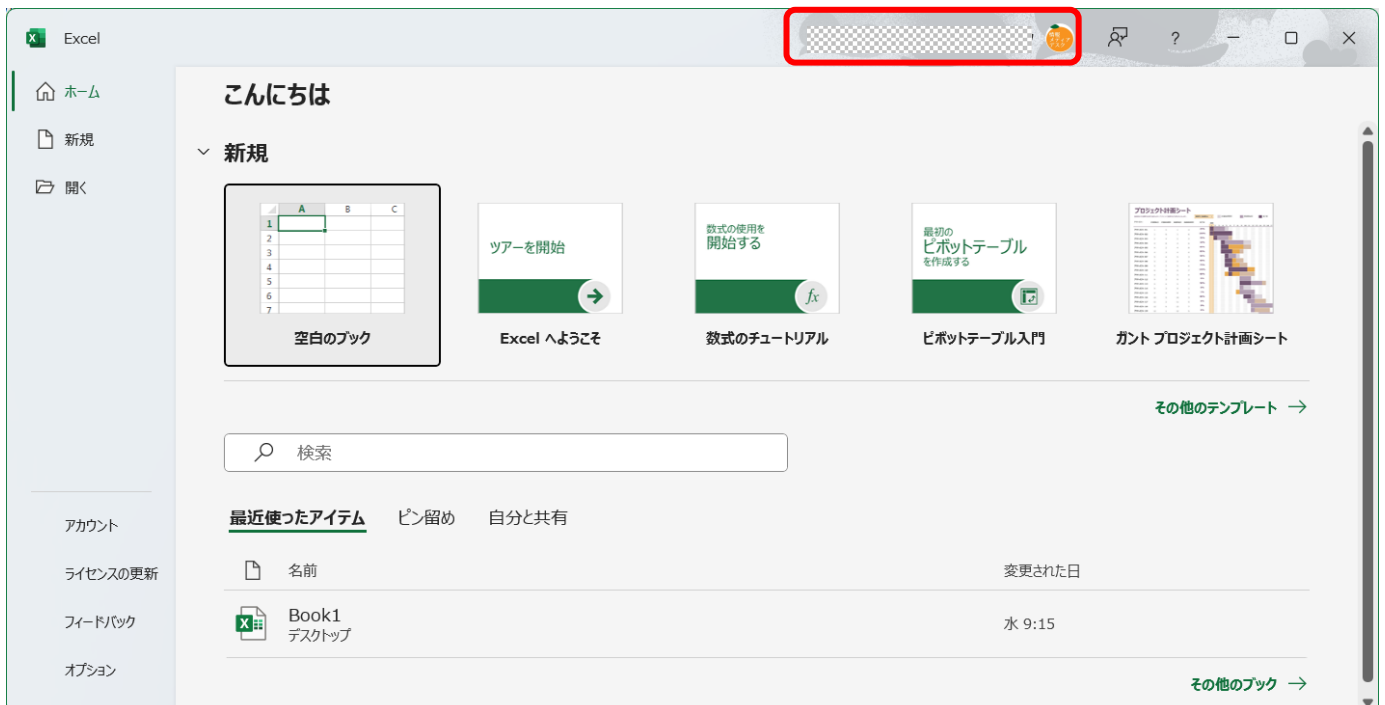 Excel
?
ホーム
新規
開く
こんにちは
新規
A B C
1
2
3
4
5
6
7
空白のブック
ツアーを開始
Excel へようこそ
数式の使用を
開始する
fx
数式のチュートリアル
最初の
ピボットテーブル
を作成する
ピボットテーブル入門
プロジェクト計画シート
ガント プロジェクト計画シート
その他のテンプレート
検索
最近使ったアイテム ピン留め 自分と共有
名前 変更された日
Book1
デスクトップ
水 9:15
その他のブック
アカウント
ライセンスの更新
フィードバック
オプション